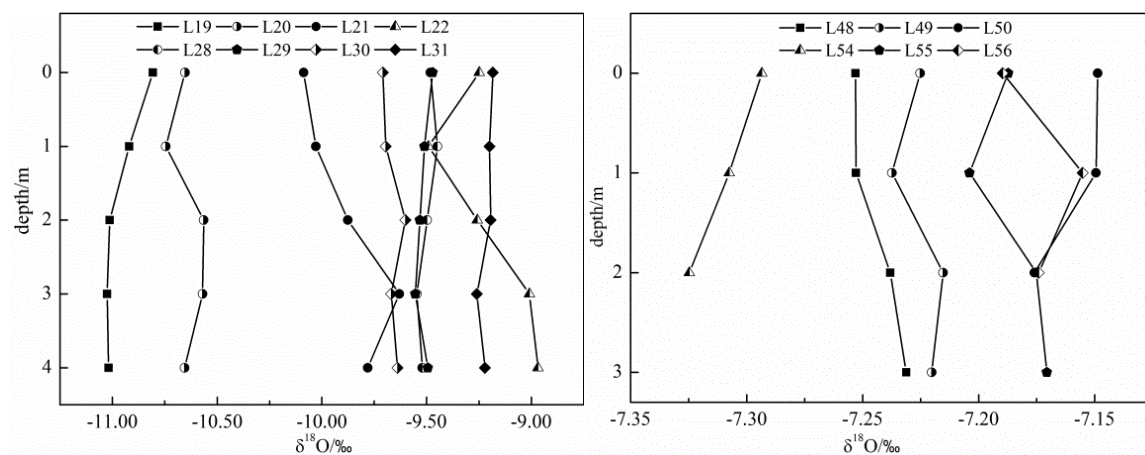 L19 L20 L21 L22
L28 L29 L30 L31
depth/m
0
1
2
3
4
-11.00 -10.50 -10.00 -9.50 -9.00
δ¹⁸O/‰
L48 L49 L50
L54 L55 L56
depth/m
0
1
2
3
-7.35 -7.30 -7.25 -7.20 -7.15
δ¹⁸O/‰